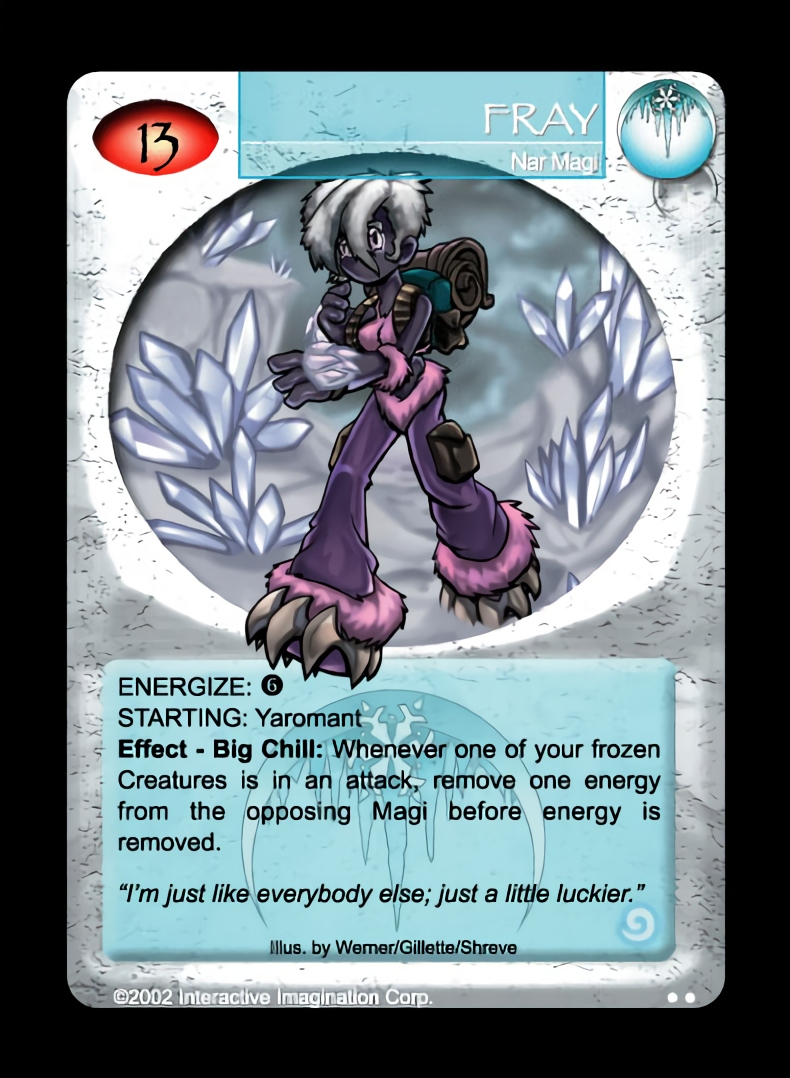 13
FRAY
Nar Magi
ENERGIZE: 6
STARTING: Yaromant
Effect - Big Chill: Whenever one of your frozen
Creatures is in an attack, remove one energy
from the opposing Magi before energy is
removed.
“I'm just like everybody else; just a little luckier.”
Illus. by Werner/Gillette/Shreve
©2002 Interactive Imagination Corp.